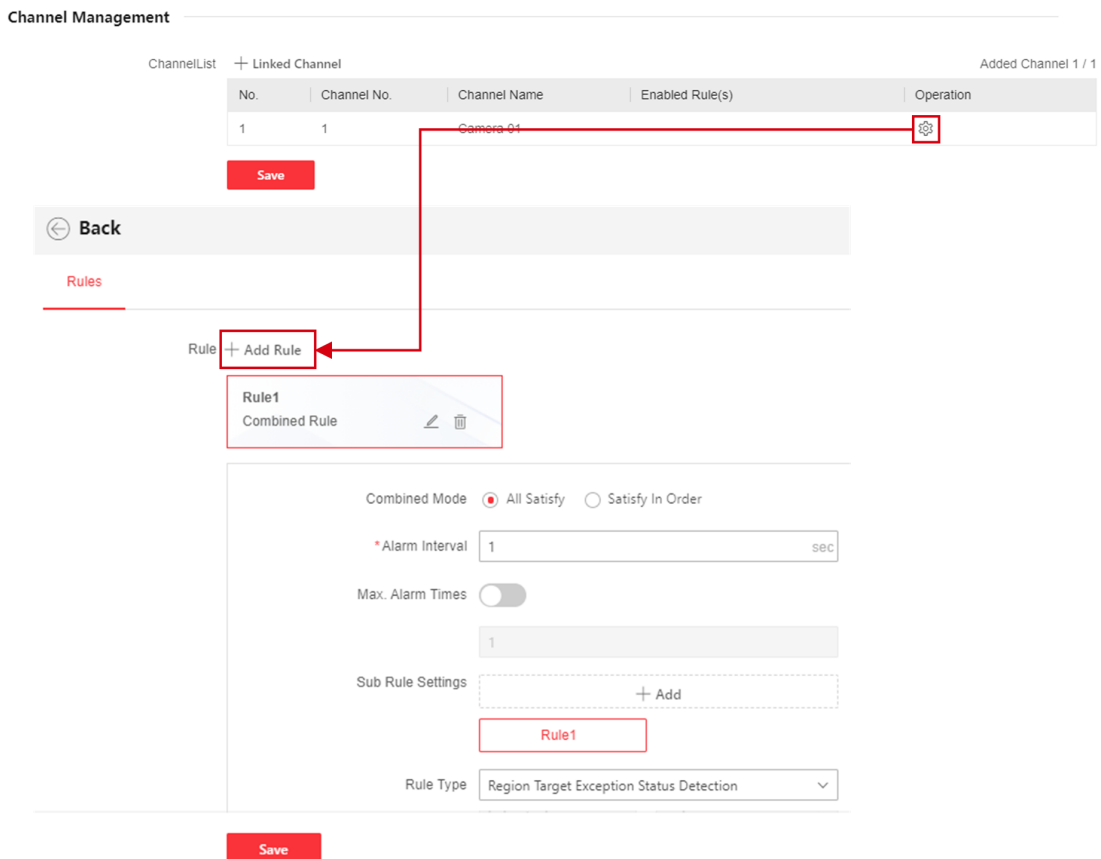 Channel Management
ChannelList + Linked Channel Added Channel 1 / 1
No. Channel No. Channel Name Enabled Rule(s) Operation
1 1 Camera 01
Save
Back
Rules
Rule + Add Rule
Rule1
Combined Rule
Combined Mode All Satisfy Satisfy In Order
*Alarm Interval 1 sec
Max. Alarm Times
1
Sub Rule Settings + Add
Rule1
Rule Type Region Target Exception Status Detection
Save